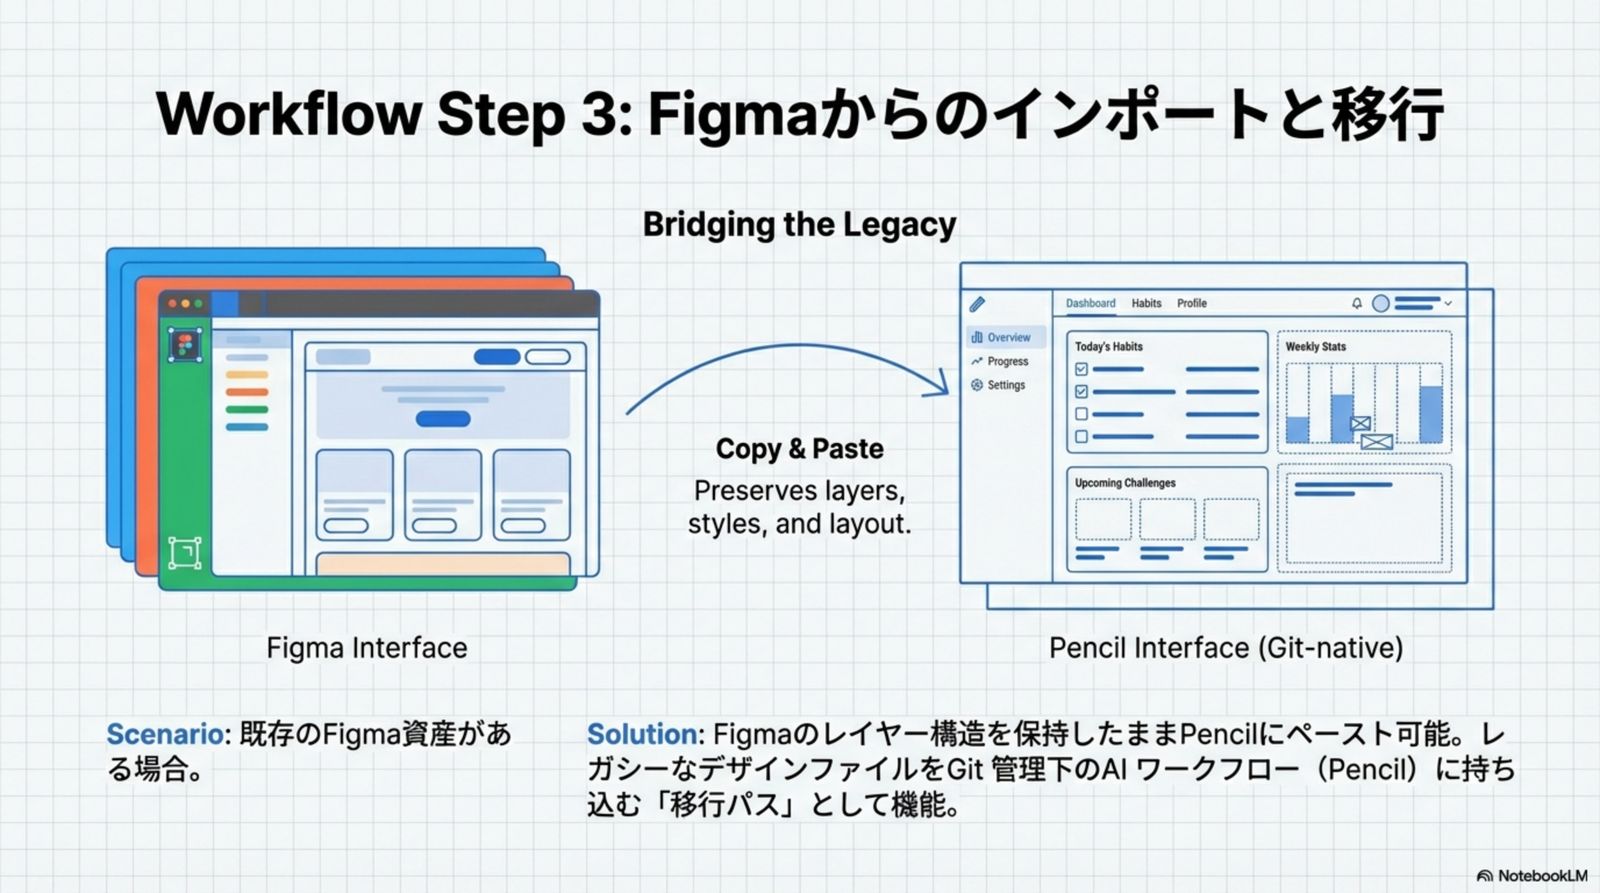 Workflow Step 3: Figmaからのインポートと移行
Bridging the Legacy
Dashboard Habits Profile
Overview
Progress
Settings
Today's Habits
Weekly Stats
Upcoming Challenges
Copy & Paste
Preserves layers,
styles, and layout.
Figma Interface
Pencil Interface (Git-native)
Scenario: 既存のFigma資産があ
る場合。
Solution: Figmaのレイヤー構造を保持したままPencilにペースト可能。レ
ガシーなデザインファイルをGit 管理下のAI ワークフロー（Pencil）に持ち
込む「移行パス」として機能。
NotebookLM